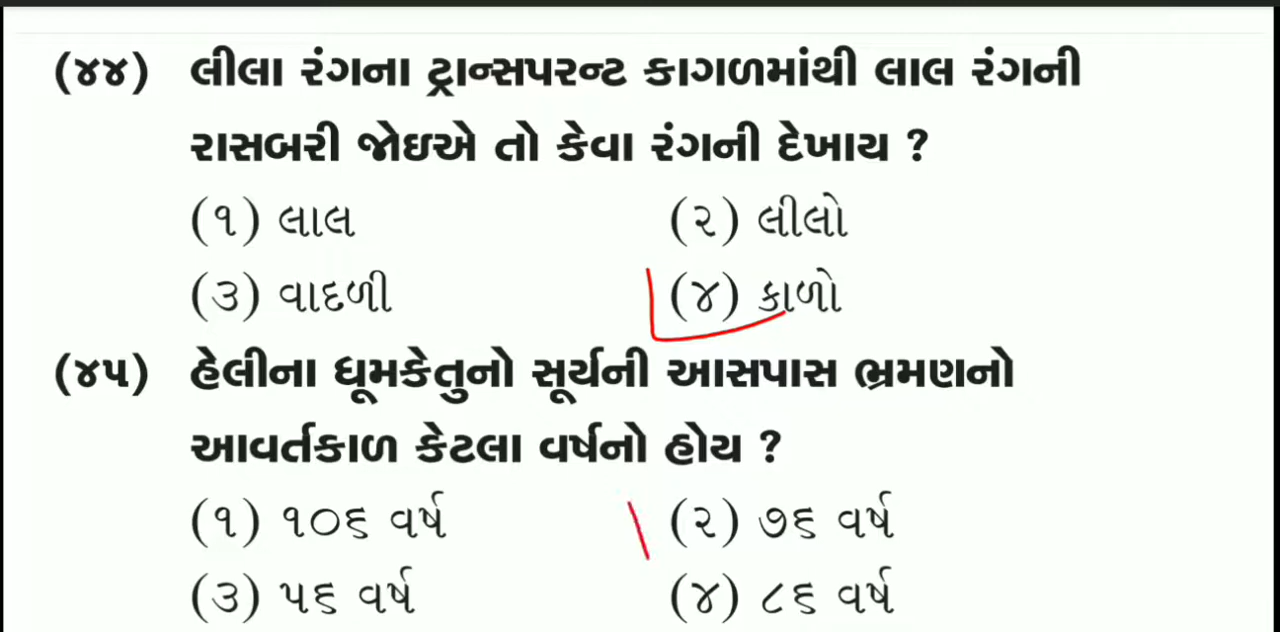 (૪૪) લીલા રંગના ટ્રાન્સપરન્ટ કાગળમાંથી લાલ રંગની
રાસબરી જોઇએ તો કેવા રંગની દેખાય ?
(૧) લાલ (૨) લીલો
(૩) વાદળી (૪) કાળો
(૪૫) હેલીના ધૂમકેતુનો સૂર્યની આસપાસ ભ્રમણનો
આવર્તકાળ કેટલા વર્ષનો હોય ?
(૧) ૧૦૬ વર્ષ (૨) ૭૬ વર્ષ
(૩) ૫૬ વર્ષ (૪) ૮૬ વર્ષ